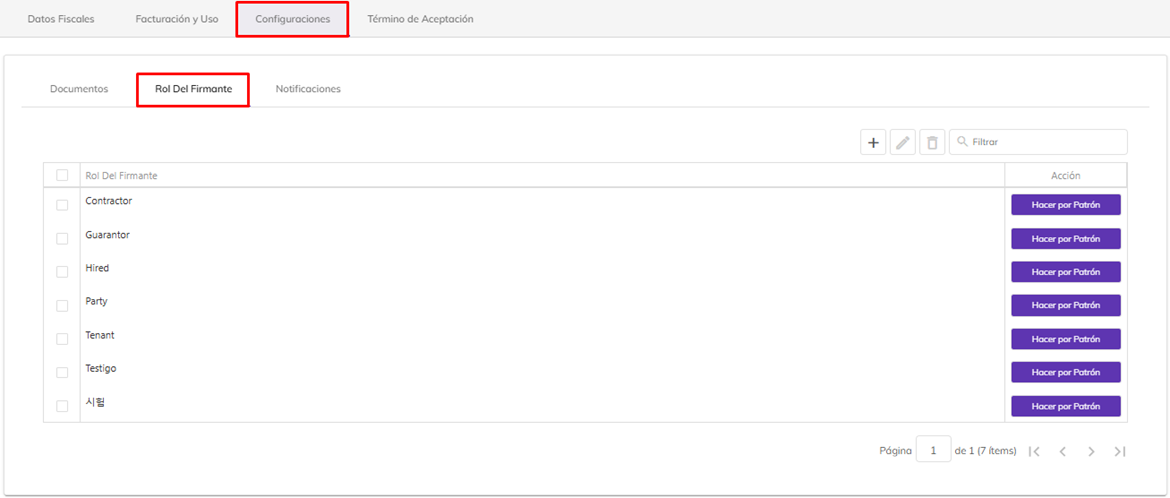 Datos Fiscales Facturación y Uso Configuraciones Término de Aceptación
Documentos Rol Del Firmante Notificaciones
Filtrar
Rol Del Firmante Acción
Contractor Hacer por Patrón
Guarantor Hacer por Patrón
Hired Hacer por Patrón
Party Hacer por Patrón
Tenant Hacer por Patrón
Testigo Hacer por Patrón
시험 Hacer por Patrón
Página 1 de 1 (7 ítems)